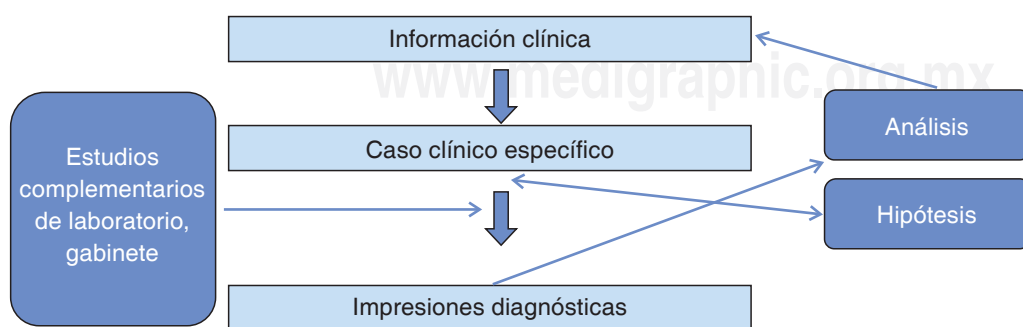 Información clínica
www.medigraphic.org.mx
Análisis
Caso clínico específico
Estudios
complementarios
de laboratorio,
gabinete
Hipótesis
Impresiones diagnósticas